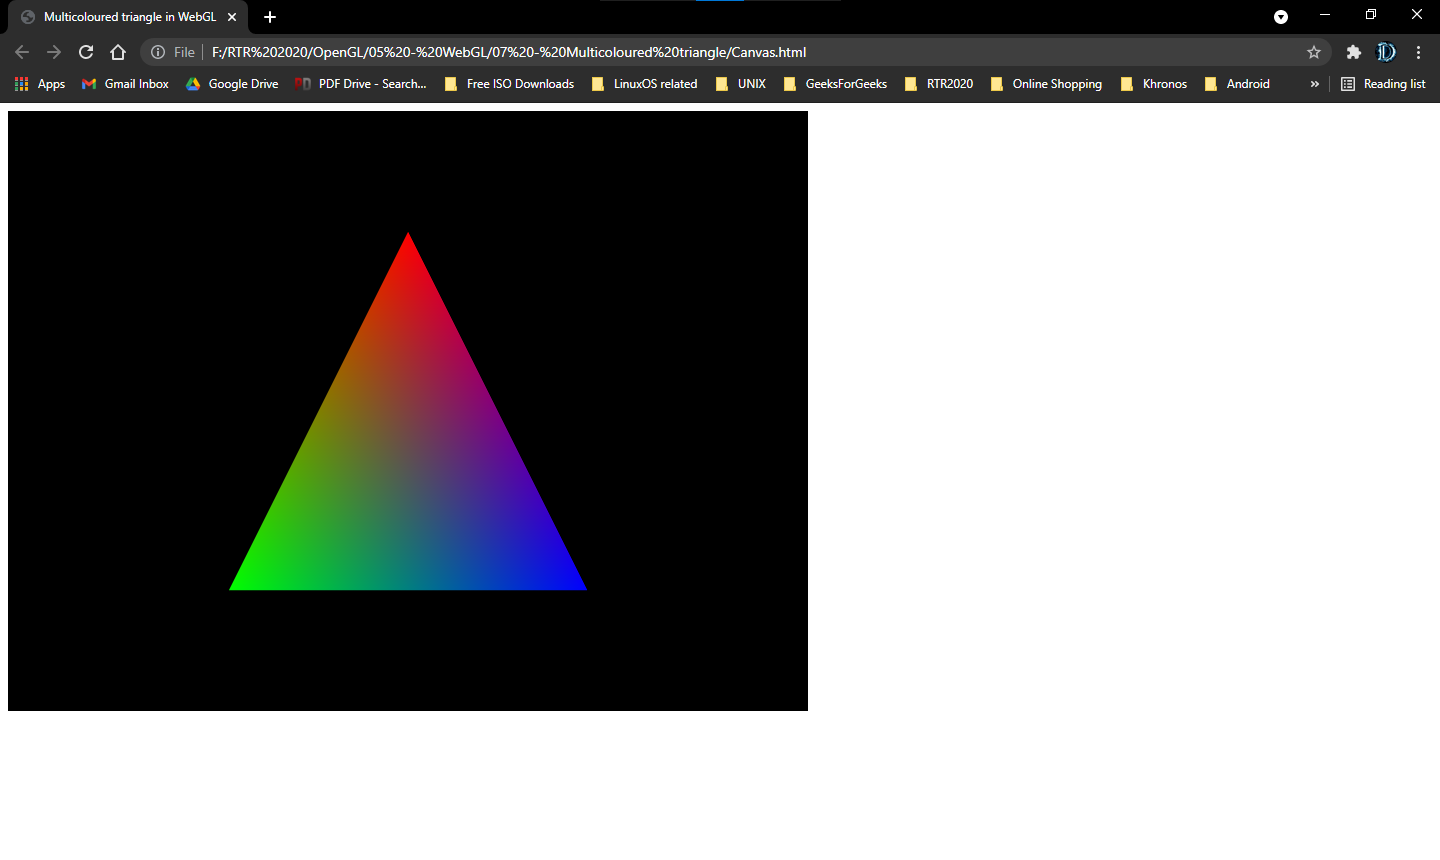 Multicoloured triangle in WebGL
File F:/RTR%202020/OpenGL/05%20-%20WebGL/07%20-%20Multicoloured%20triangle/Canvas.html
Apps Gmail Inbox Google Drive PDF Drive - Search... Free ISO Downloads LinuxOS related UNIX GeeksForGeeks RTR2020 Online Shopping Khronos Android » Reading list